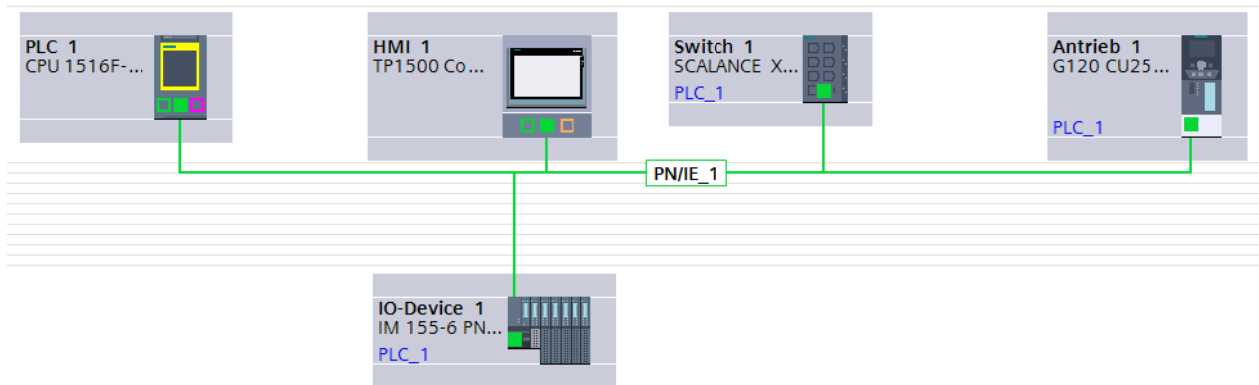 PLC_1
CPU 1516F-...
HMI_1
TP1500 Co...
Switch_1
SCALANCE X...
PLC_1
Antrieb_1
G120 CU25...
PLC_1
PN/IE_1
IO-Device_1
IM 155-6 PN...
PLC_1